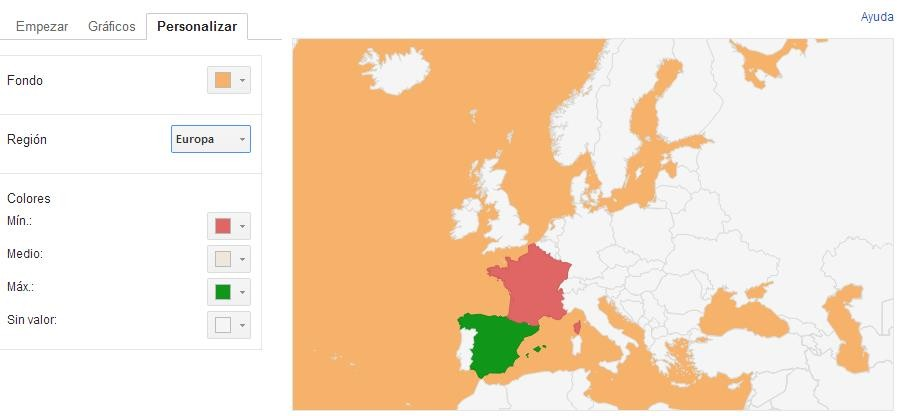 Ayuda
Empezar Gráficos Personalizar
Fondo
Región Europa
Colores
Mín.:
Medio:
Máx.:
Sin valor: